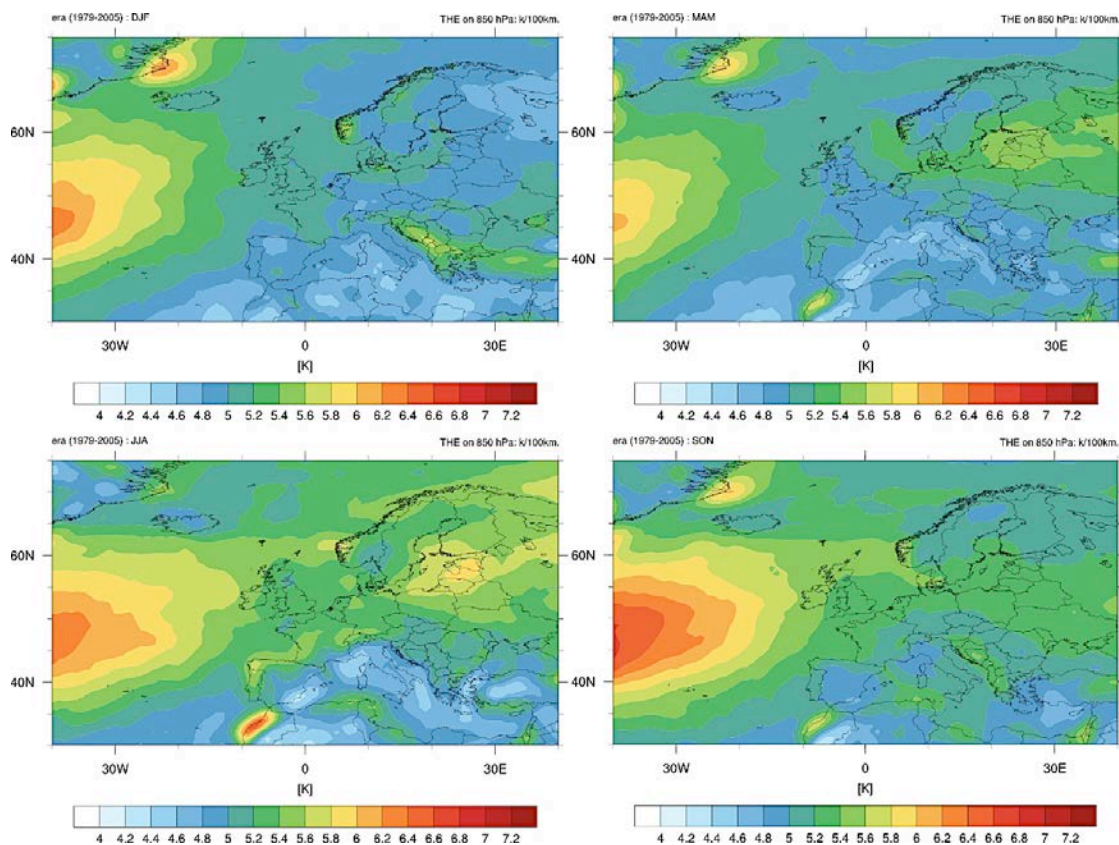 era (1979-2005) : DJF
THE on 850 hPa: k/100km.
60N
40N
30W
0
30E
[K]
4 4.2 4.4 4.6 4.8 5 5.2 5.4 5.6 5.8 6 6.2 6.4 6.6 6.8 7 7.2
era (1979-2005) : MAM
THE on 850 hPa: k/100km.
60N
40N
30W
0
30E
[K]
4 4.2 4.4 4.6 4.8 5 5.2 5.4 5.6 5.8 6 6.2 6.4 6.6 6.8 7 7.2
era (1979-2005) : JJA
THE on 850 hPa: k/100km.
60N
40N
30W
0
30E
[K]
4 4.2 4.4 4.6 4.8 5 5.2 5.4 5.6 5.8 6 6.2 6.4 6.6 6.8 7 7.2
era (1979-2005) : SON
THE on 850 hPa: k/100km.
60N
40N
30W
0
30E
[K]
4 4.2 4.4 4.6 4.8 5 5.2 5.4 5.6 5.8 6 6.2 6.4 6.6 6.8 7 7.2